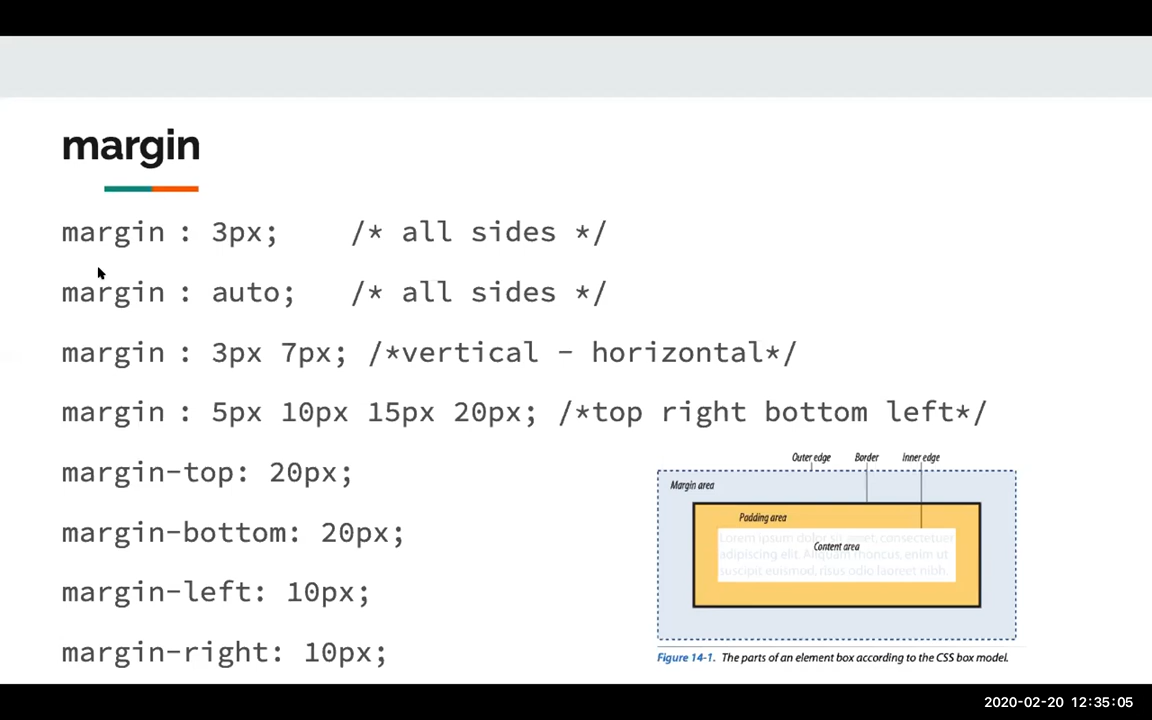 margin
margin : 3px; /* all sides */
margin : auto; /* all sides */
margin : 3px 7px; /*vertical - horizontal*/
margin : 5px 10px 15px 20px; /*top right bottom left*/
margin-top: 20px;
margin-bottom: 20px;
margin-left: 10px;
margin-right: 10px;
Outer edge Border Inner edge
Margin area
Padding area
Lorem ipsum dolor sit amet, consectetuer
Content area
adipiscing elit. Aliquam rhoncus, enim ut
suscipit euismod, risus odio laoreet nibh.
Figure 14-1. The parts of an element box according to the CSS box model.
2020-02-20 12:35:05